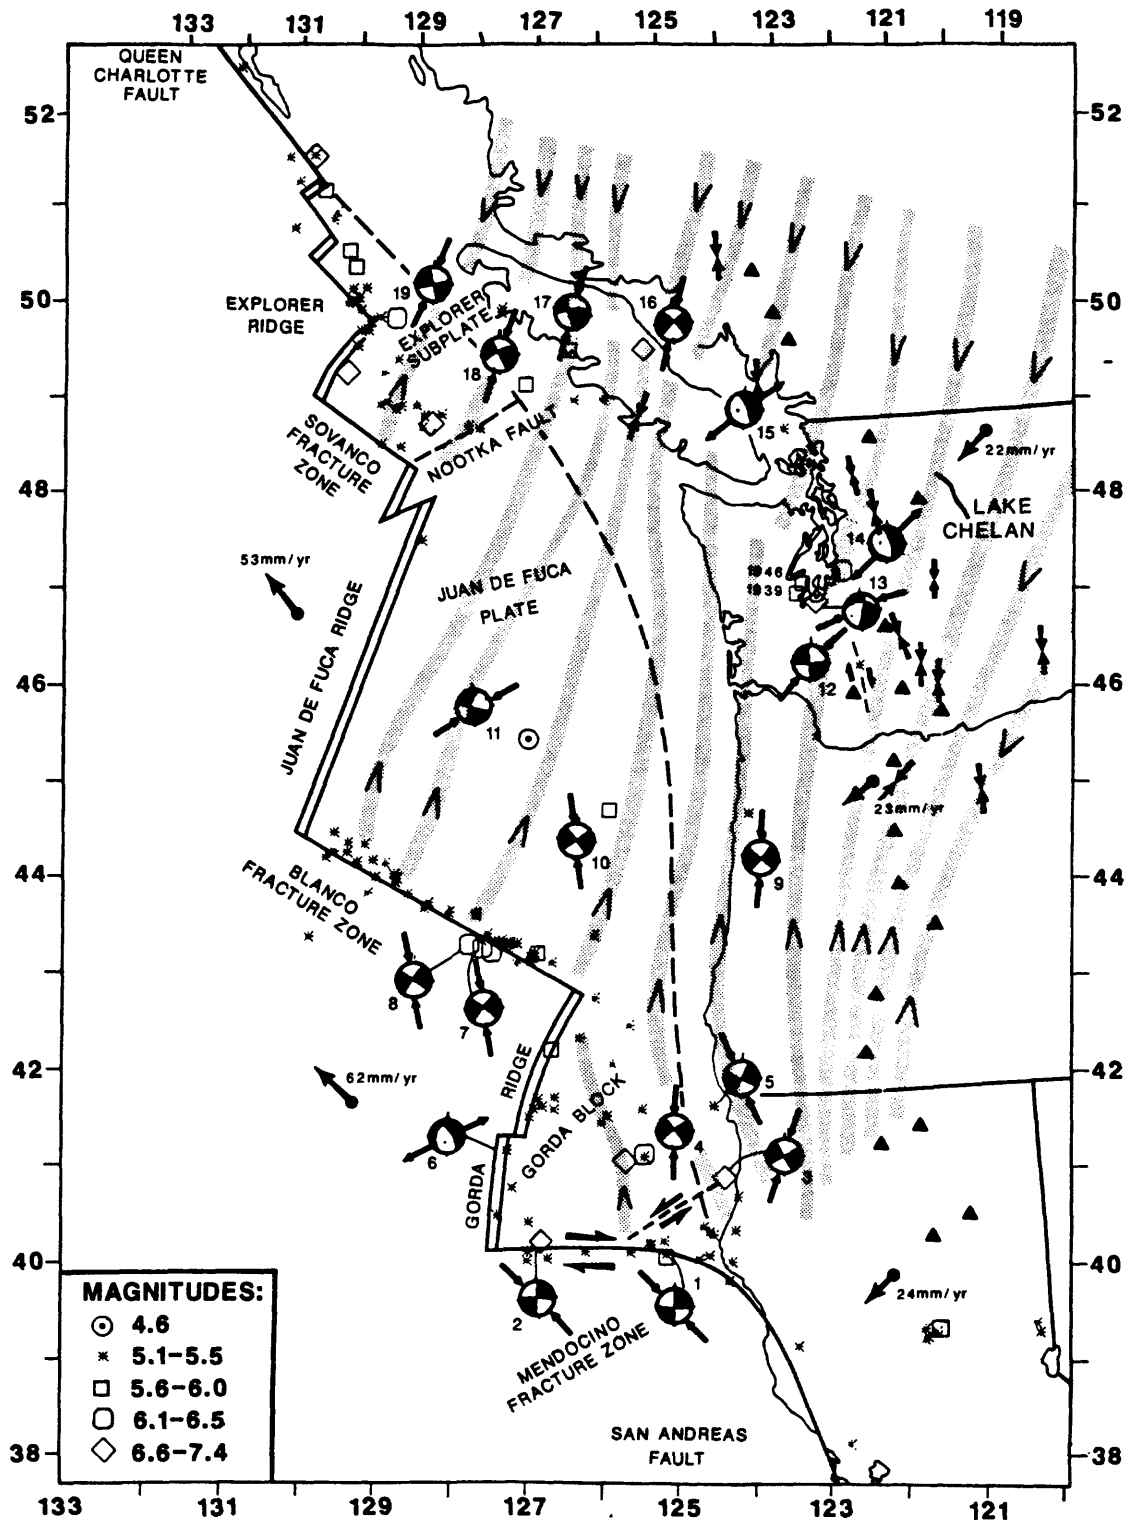 133 131 129 127 125 123 121 119
QUEEN
CHARLOTTE
FAULT
52
52
50
50
EXPLORER
RIDGE
19
EXPLORER
SUBPLATE
17
16
18
15
SOVANCO
FRACTURE
ZONE
NOOTKA FAULT
22mm/yr
48
48
LAKE
CHELAN
14
53mm/yr
JUAN DE FUCA
PLATE
1946
1939
13
JUAN DE FUCA RIDGE
12
46
46
11
23mm/yr
10
9
44
44
BLANCO
FRACTURE ZONE
8
7
42
42
62mm/yr
RIDGE
GORDA BLOCK
5
4
6
3
GORDA
40
40
1
2
24mm/yr
MENDOCINO
FRACTURE ZONE
MAGNITUDES:
4.6
5.1-5.5
5.6-6.0
6.1-6.5
6.6-7.4
SAN ANDREAS
FAULT
38
38
133 131 129 127 125 123 121